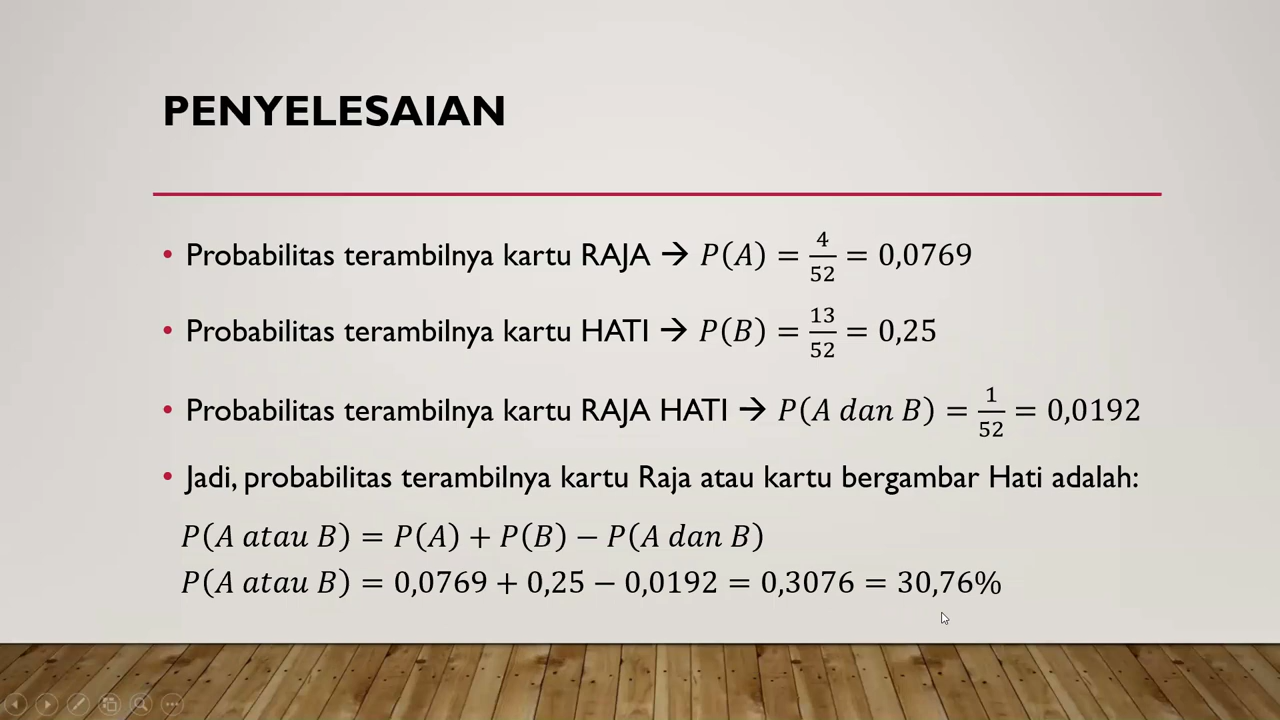 PENYELESAIAN
• Probabilitas terambilnya kartu RAJA → P(A) = 4/52 = 0,0769
• Probabilitas terambilnya kartu HATI → P(B) = 13/52 = 0,25
• Probabilitas terambilnya kartu RAJA HATI → P(A dan B) = 1/52 = 0,0192
• Jadi, probabilitas terambilnya kartu Raja atau kartu bergambar Hati adalah:
P(A atau B) = P(A) + P(B) − P(A dan B)
P(A atau B) = 0,0769 + 0,25 − 0,0192 = 0,3076 = 30,76%